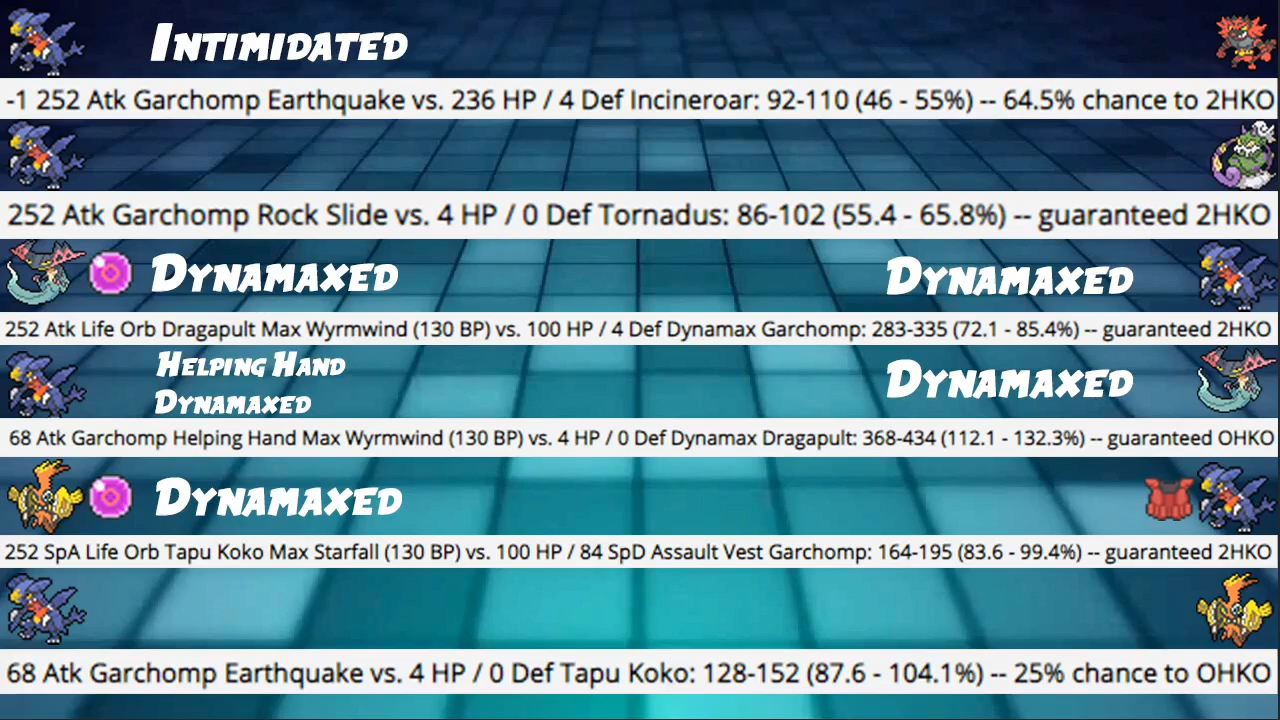 INTIMIDATED
-1 252 Atk Garchomp Earthquake vs. 236 HP / 4 Def Incineroar: 92-110 (46 - 55%) -- 64.5% chance to 2HKO
252 Atk Garchomp Rock Slide vs. 4 HP / 0 Def Tornadus: 86-102 (55.4 - 65.8%) -- guaranteed 2HKO
DYNAMAXED
DYNAMAXED
252 Atk Life Orb Dragapult Max Wyrmwind (130 BP) vs. 100 HP / 4 Def Dynamax Garchomp: 283-335 (72.1 - 85.4%) -- guaranteed 2HKO
HELPING HAND
DYNAMAXED
DYNAMAXED
68 Atk Garchomp Helping Hand Max Wyrmwind (130 BP) vs. 4 HP / 0 Def Dynamax Dragapult: 368-434 (112.1 - 132.3%) -- guaranteed OHKO
DYNAMAXED
252 SpA Life Orb Tapu Koko Max Starfall (130 BP) vs. 100 HP / 84 SpD Assault Vest Garchomp: 164-195 (83.6 - 99.4%) -- guaranteed 2HKO
68 Atk Garchomp Earthquake vs. 4 HP / 0 Def Tapu Koko: 128-152 (87.6 - 104.1%) -- 25% chance to OHKO